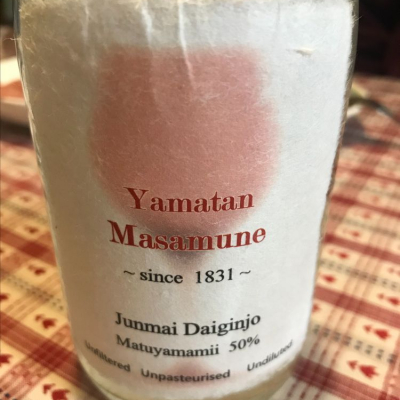 Yamatan
Masamune
~ since 1831 ~
Junmai Daiginjo
Matuyamamii 50%
Unfiltered Unpasteurised Undiluted